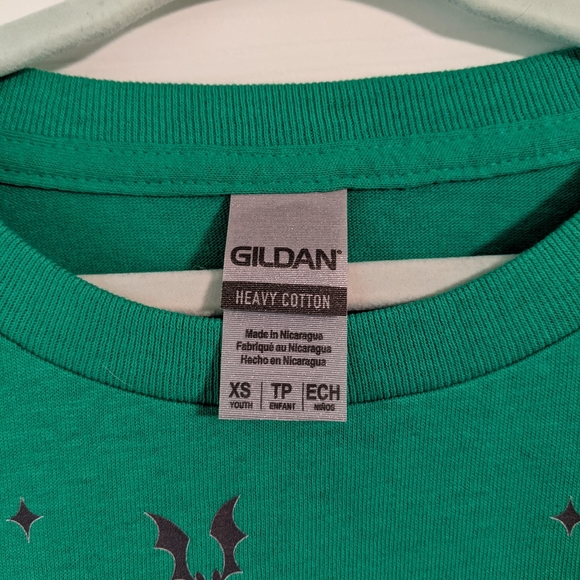 GILDAN®
HEAVY COTTON
Made in Nicaragua
Fabriqué au Nicaragua
Hecho en Nicaragua
XS | TP | ECH
YOUTH | ENFANT | NIÑOS